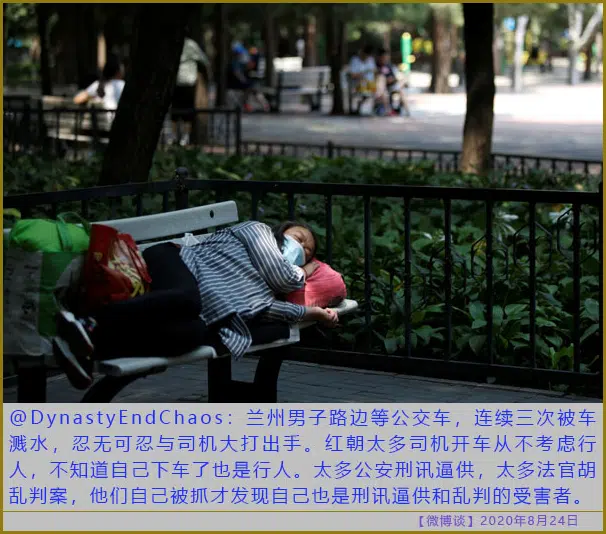 @DynastyEndChaos：兰州男子路边等公交车，连续三次被车
溅水，忍无可忍与司机大打出手。红朝太多司机开车从不考虑行
人，不知道自己下车了也是行人。太多公安刑讯逼供，太多法官胡
乱判案，他们自己被抓才发现自己也是刑讯逼供和乱判的受害者。
【微博谈】2020年8月24日